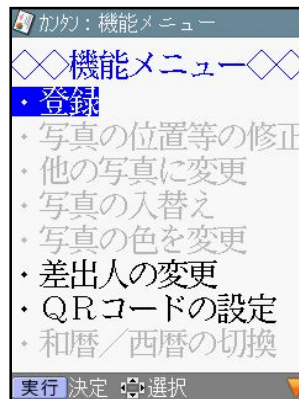 ｶﾝﾀﾝ：機能メニュー
◇◇機能メニュー◇◇
・登録
・写真の位置等の修正
・他の写真に変更
・写真の入替え
・写真の色を変更
・差出人の変更
・ＱＲコードの設定
・和暦／西暦の切換
実行 決定 選択